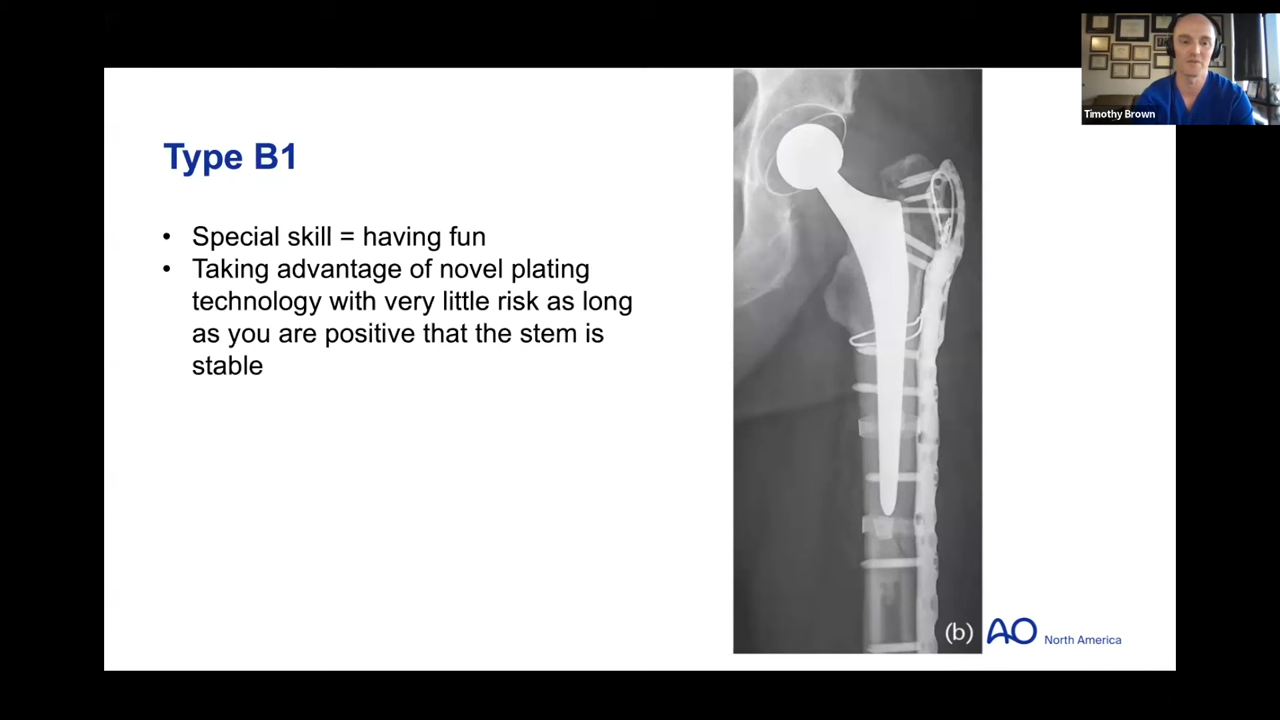 Timothy Brown
Type B1
• Special skill = having fun
• Taking advantage of novel plating
technology with very little risk as long
as you are positive that the stem is
stable
(b)
AO North America